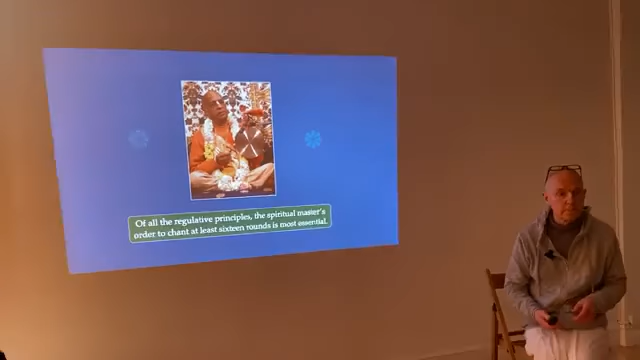 Of all the regulative principles, the spiritual master's
order to chant at least sixteen rounds is most essential.